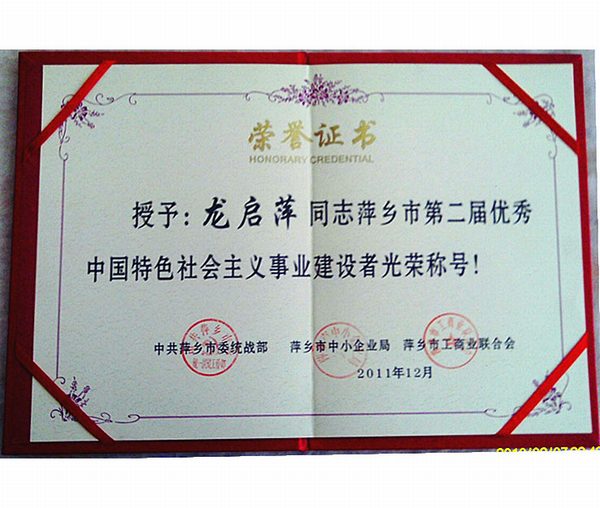 荣誉证书
HONORARY CREDENTIAL
授予：龙启萍同志萍乡市第二届优秀
中国特色社会主义事业建设者光荣称号！
中共萍乡市委统战部 萍乡市中小企业局 萍乡市工商业联合会
2011年12月